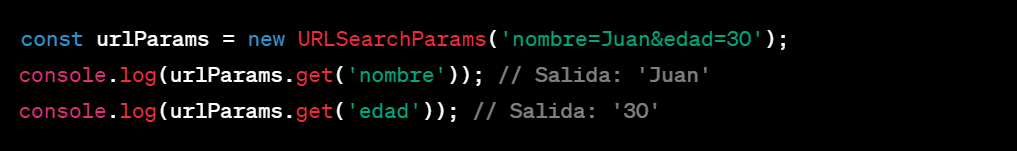 const urlParams = new URLSearchParams('nombre=Juan&edad=30');
console.log(urlParams.get('nombre')); // Salida: 'Juan'
console.log(urlParams.get('edad')); // Salida: '30'